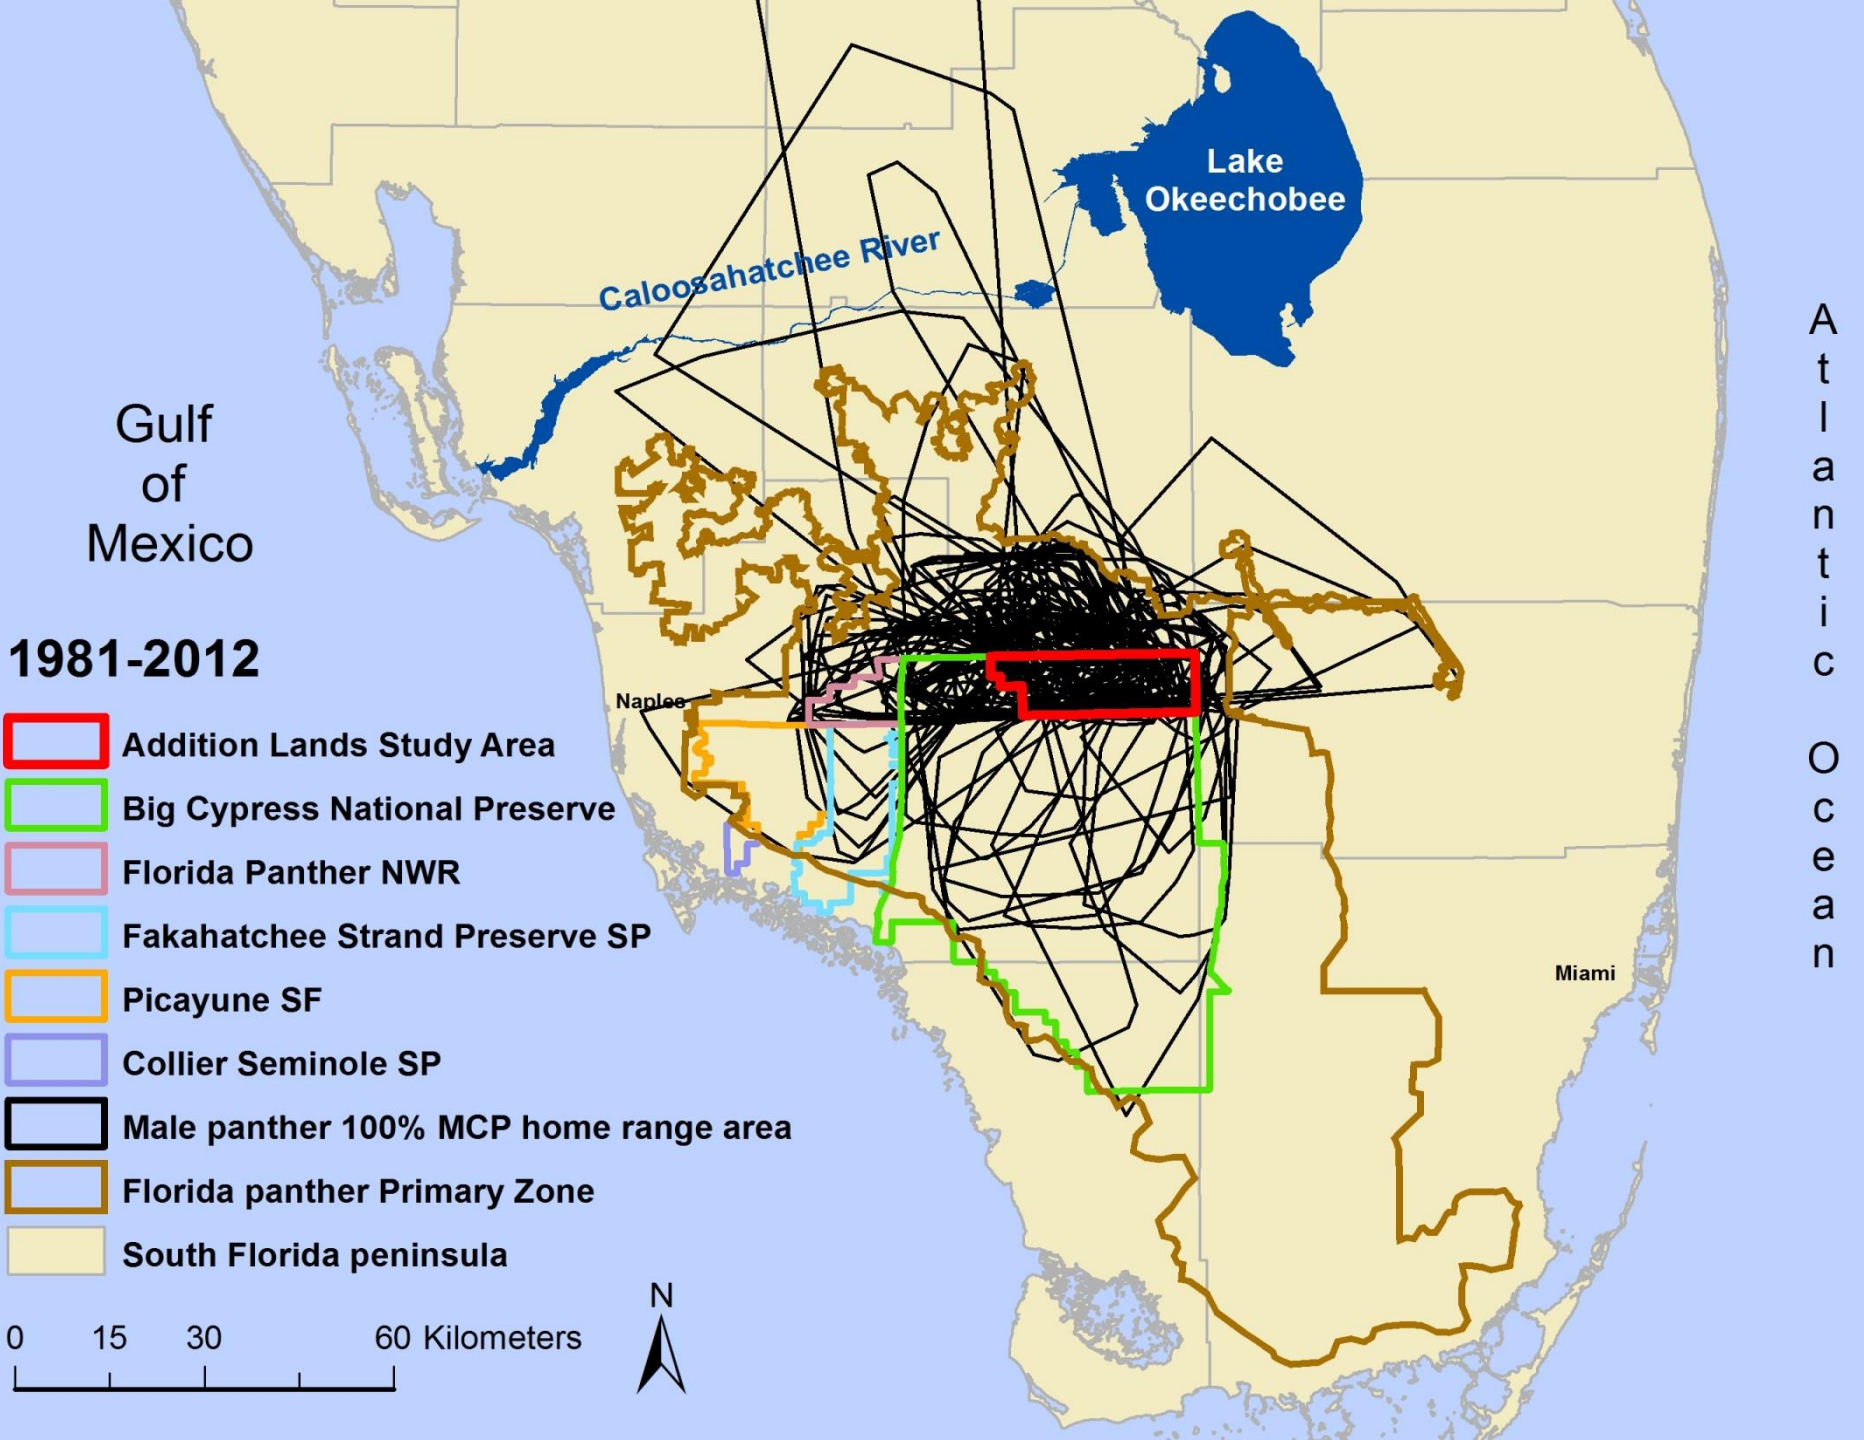 Lake
Okeechobee
Caloosahatchee River
Gulf
of
Mexico
Atlantic Ocean
1981-2012
Naples
Addition Lands Study Area
Big Cypress National Preserve
Florida Panther NWR
Fakahatchee Strand Preserve SP
Picayune SF
Miami
Collier Seminole SP
Male panther 100% MCP home range area
Florida panther Primary Zone
South Florida peninsula
N
0 15 30 60 Kilometers